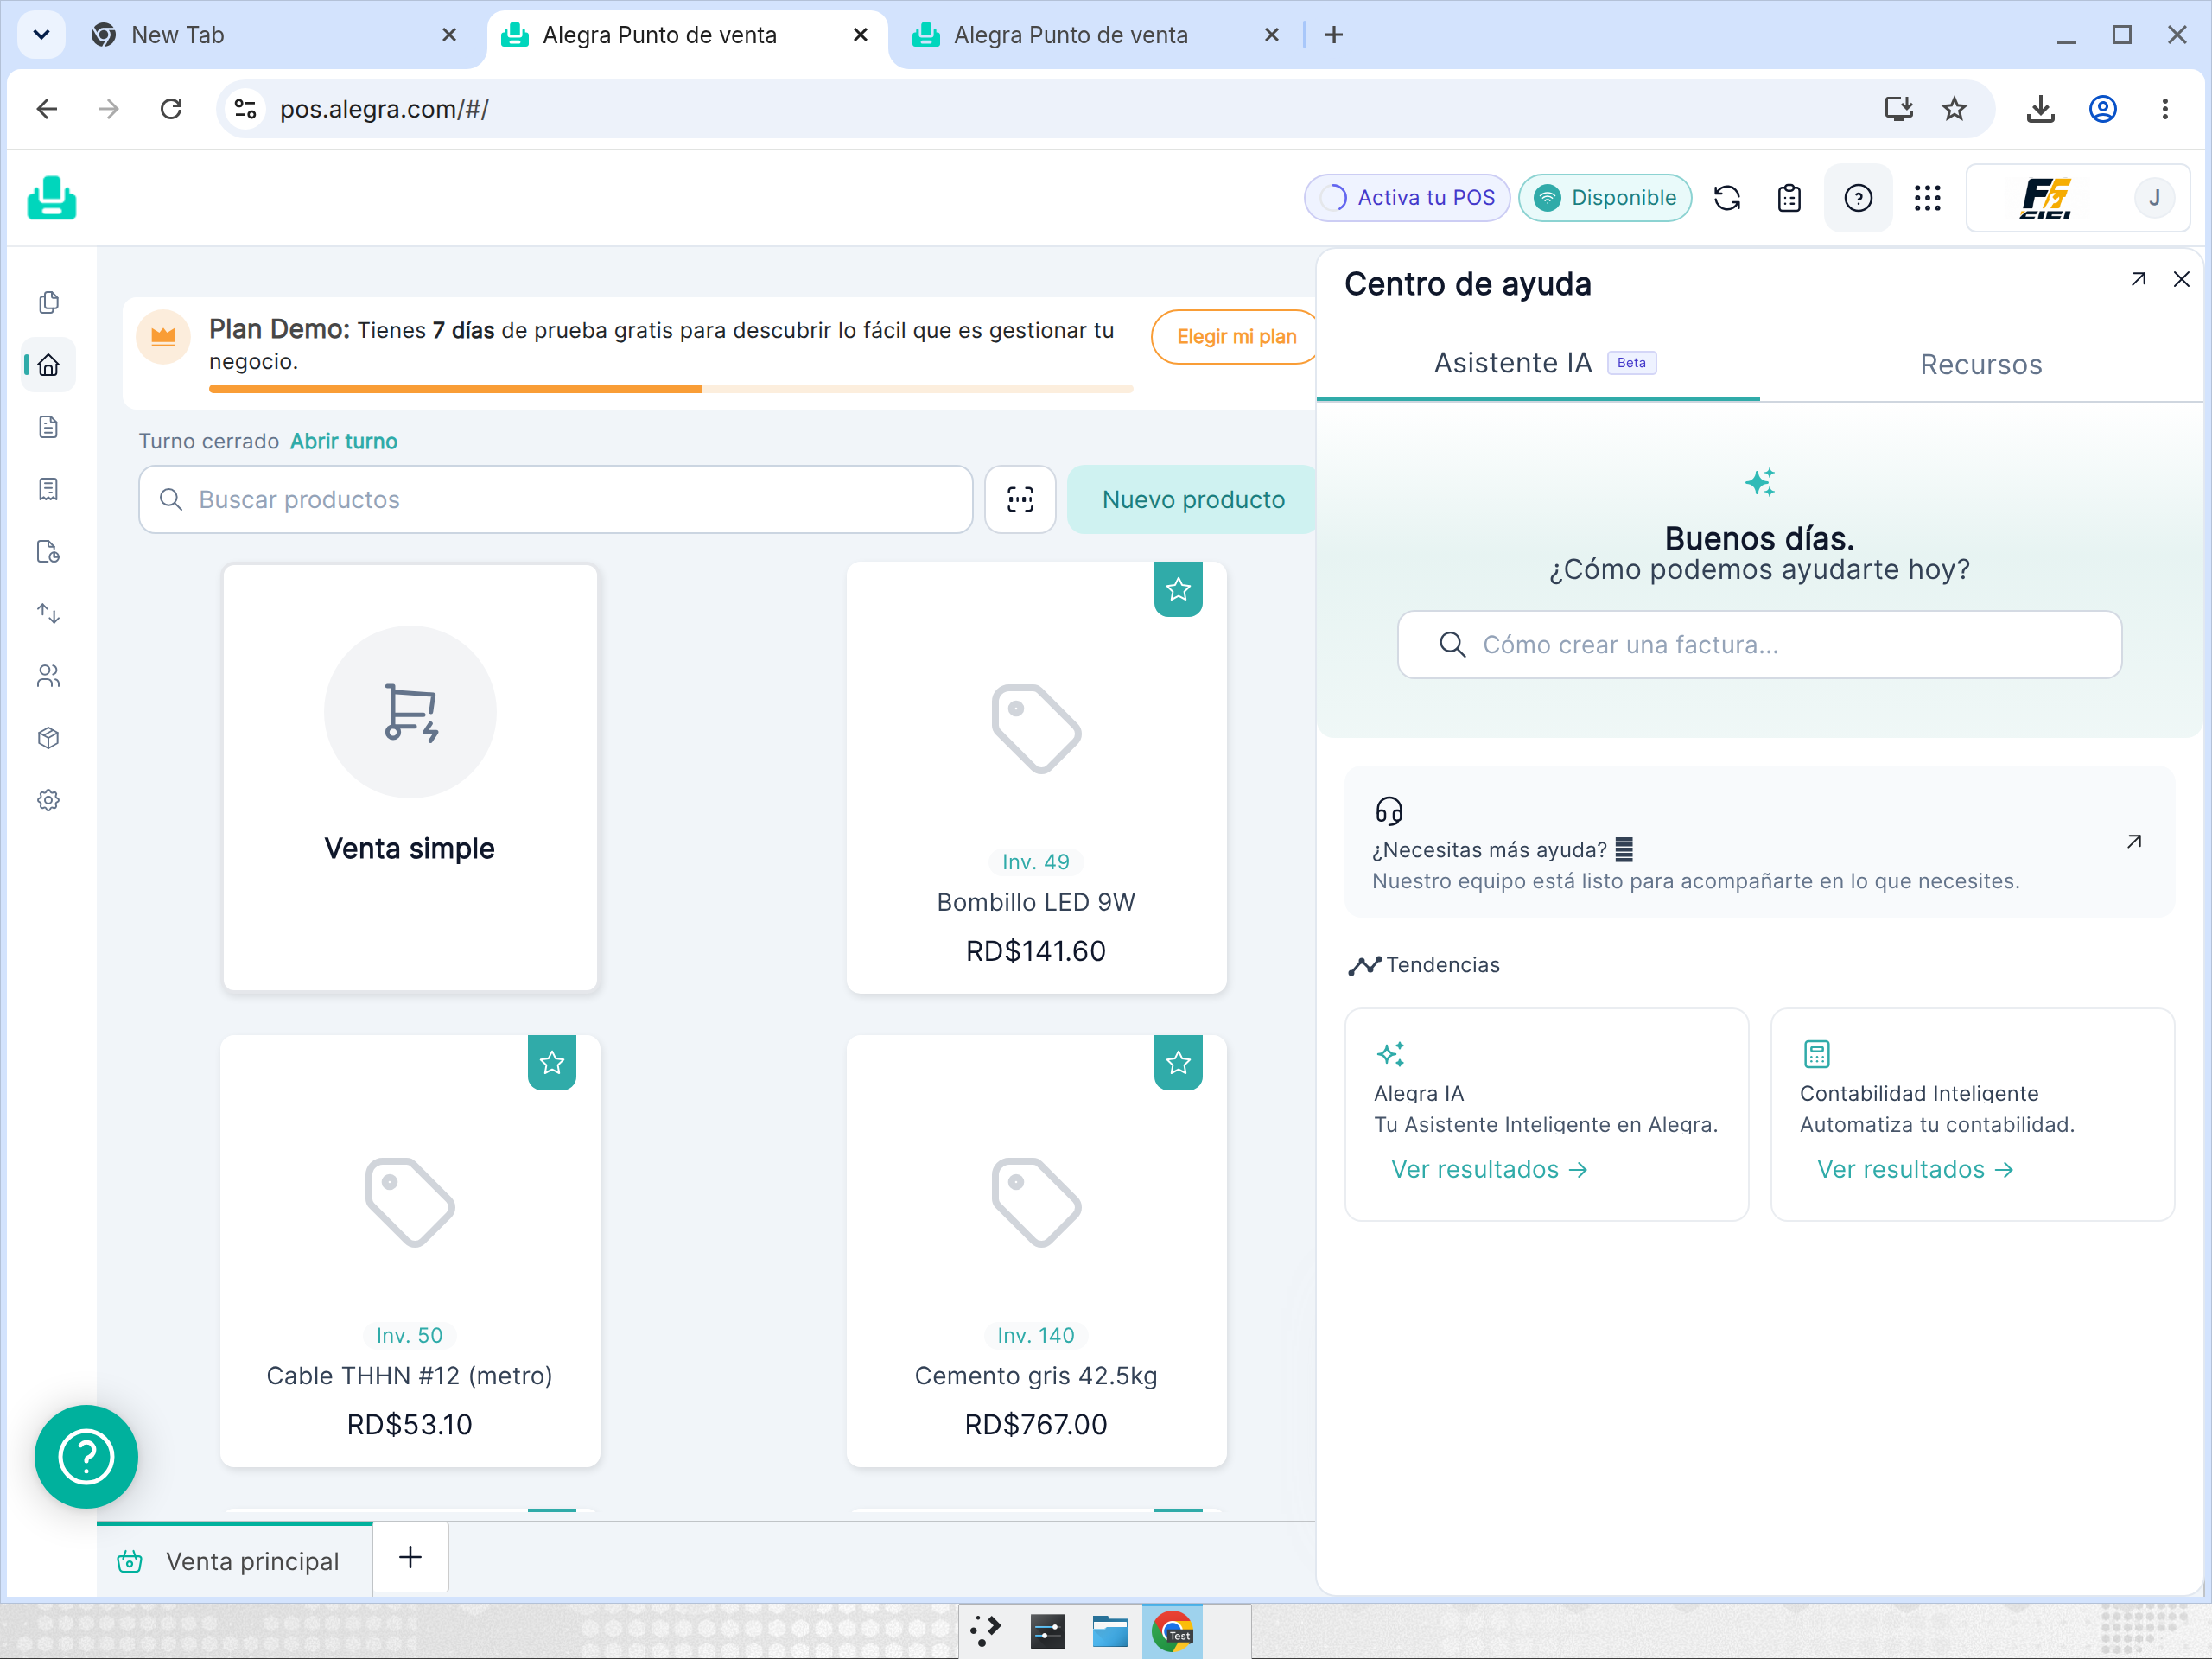 New Tab
Alegra Punto de venta
Alegra Punto de venta
pos.alegra.com/#/
Activa tu POS
Disponible
J
Plan Demo: Tienes 7 días de prueba gratis para descubrir lo fácil que es gestionar tu
negocio.
Elegir mi plan
Turno cerrado Abrir turno
Buscar productos
Nuevo producto
Venta simple
Inv. 49
Bombillo LED 9W
RD$141.60
Inv. 50
Cable THHN #12 (metro)
RD$53.10
Inv. 140
Cemento gris 42.5kg
RD$767.00
Venta principal
Centro de ayuda
Asistente IA Beta
Recursos
Buenos días.
¿Cómo podemos ayudarte hoy?
Cómo crear una factura...
¿Necesitas más ayuda?
Nuestro equipo está listo para acompañarte en lo que necesites.
Tendencias
Alegra IA
Tu Asistente Inteligente en Alegra.
Ver resultados →
Contabilidad Inteligente
Automatiza tu contabilidad.
Ver resultados →
Test